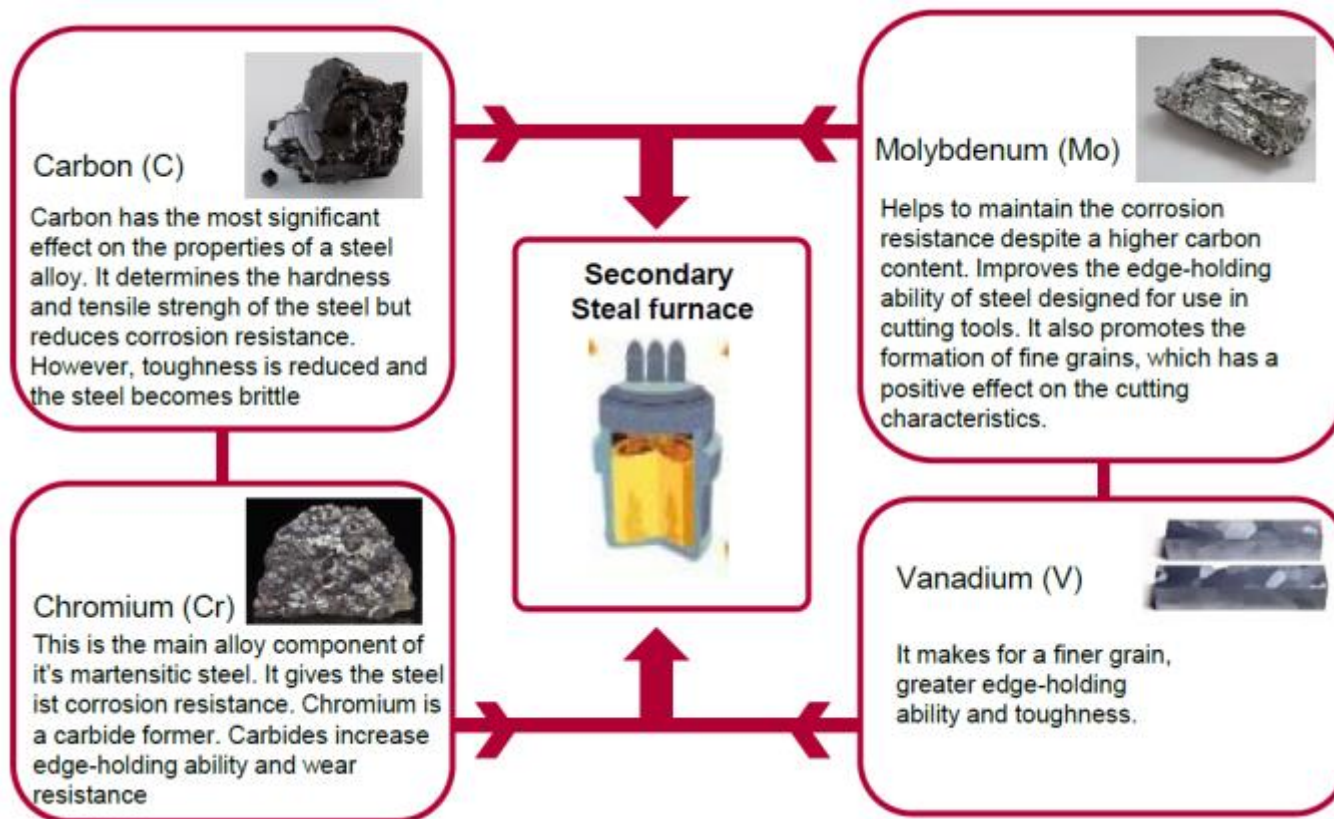 Carbon (C)
Carbon has the most significant
effect on the properties of a steel
alloy. It determines the hardness
and tensile strengh of the steel but
reduces corrosion resistance.
However, toughness is reduced and
the steel becomes brittle
Molybdenum (Mo)
Helps to maintain the corrosion
resistance despite a higher carbon
content. Improves the edge-holding
ability of steel designed for use in
cutting tools. It also promotes the
formation of fine grains, which has a
positive effect on the cutting
characteristics.
Secondary
Steal furnace
Chromium (Cr)
This is the main alloy component of
it's martensitic steel. It gives the steel
ist corrosion resistance. Chromium is
a carbide former. Carbides increase
edge-holding ability and wear
resistance
Vanadium (V)
It makes for a finer grain,
greater edge-holding
ability and toughness.